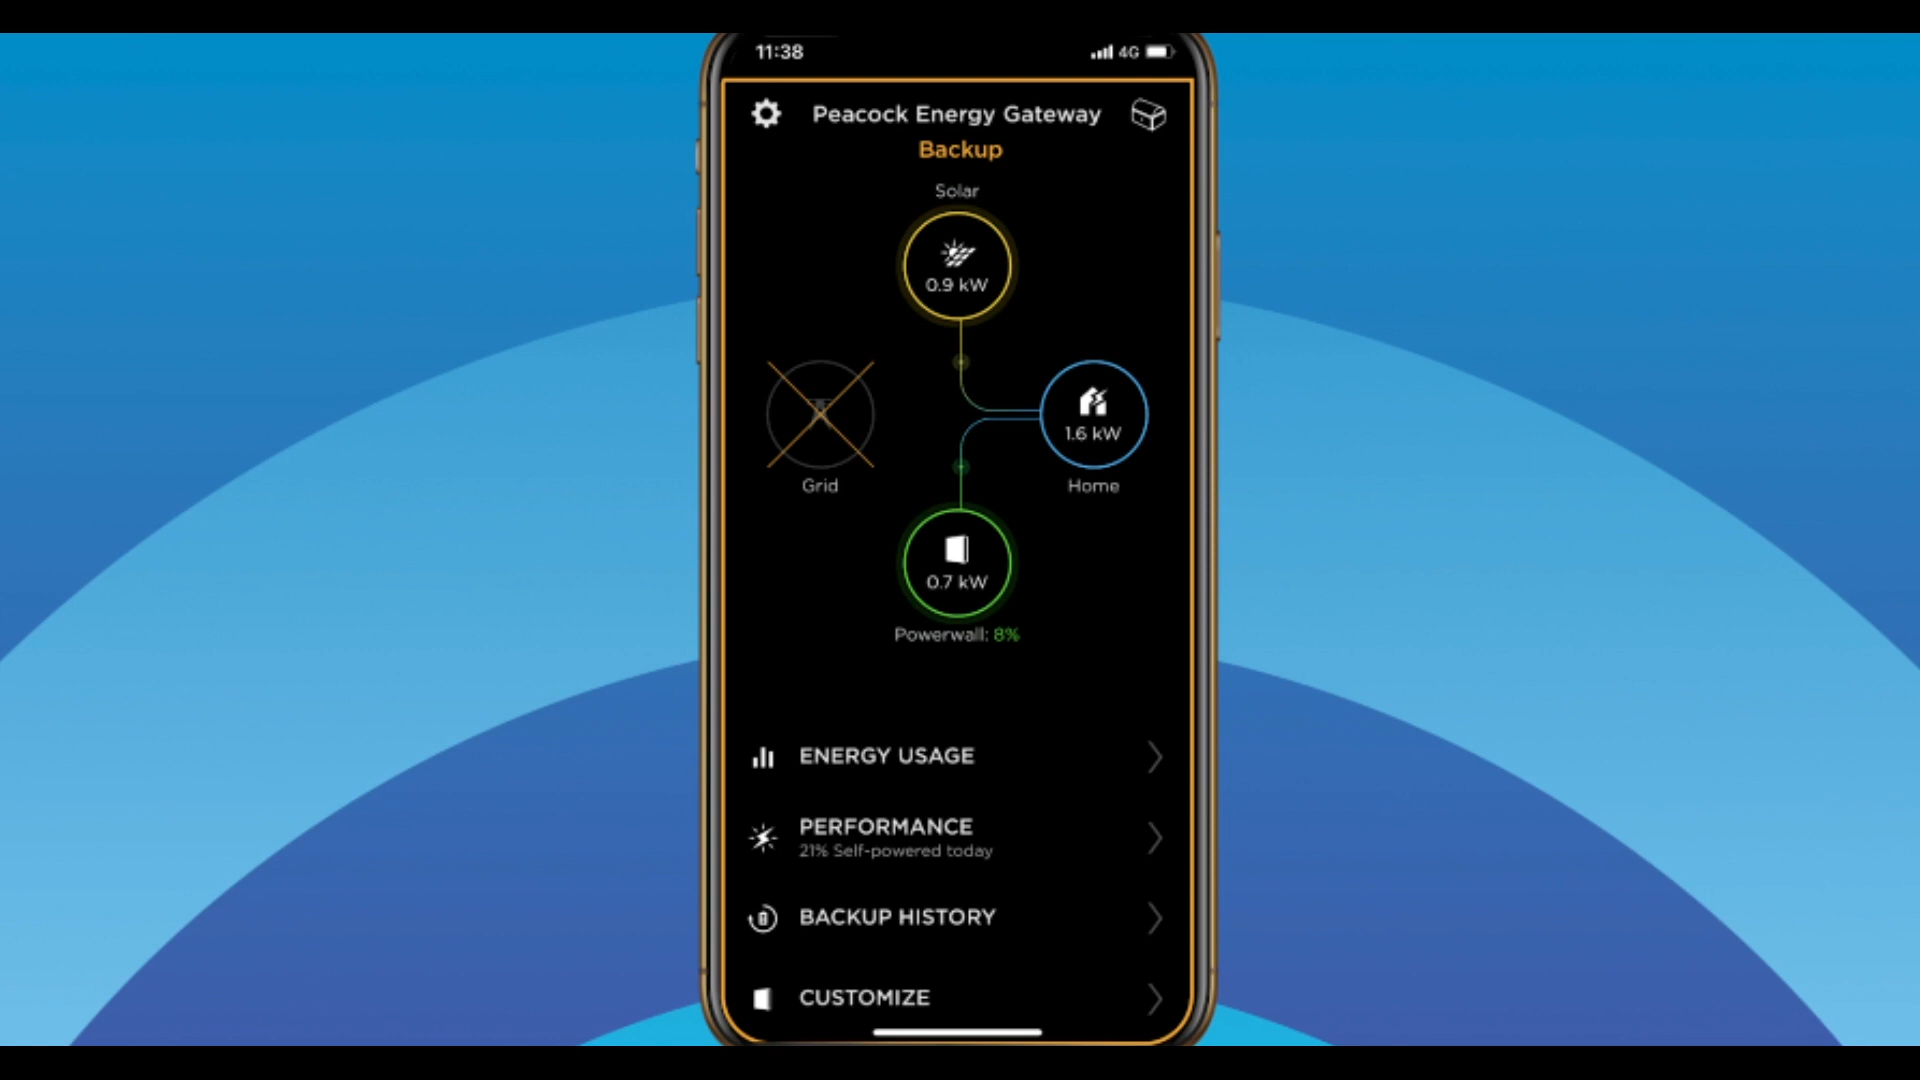 11:38
4G
Peacock Energy Gateway
Backup
Solar
0.9 kW
1.6 kW
Grid
Home
0.7 kW
Powerwall: 8%
ENERGY USAGE
PERFORMANCE
21% Self-powered today
BACKUP HISTORY
CUSTOMIZE